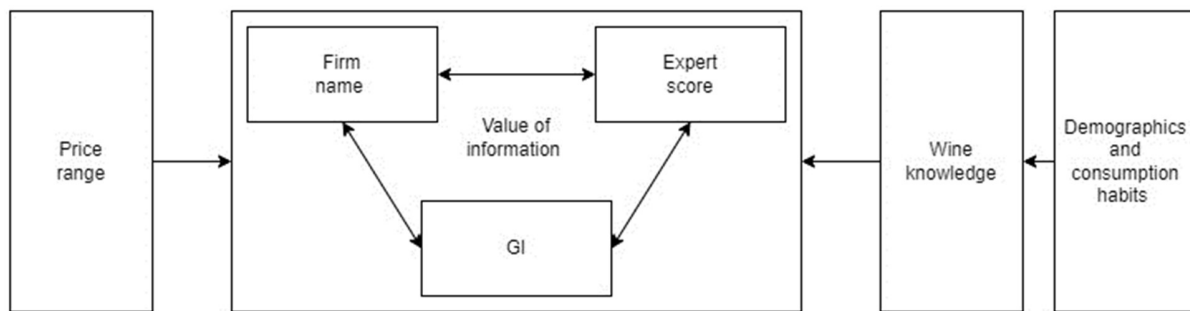 Price
range
Firm
name
Expert
score
Value of
information
GI
Wine
knowledge
Demographics
and
consumption
habits